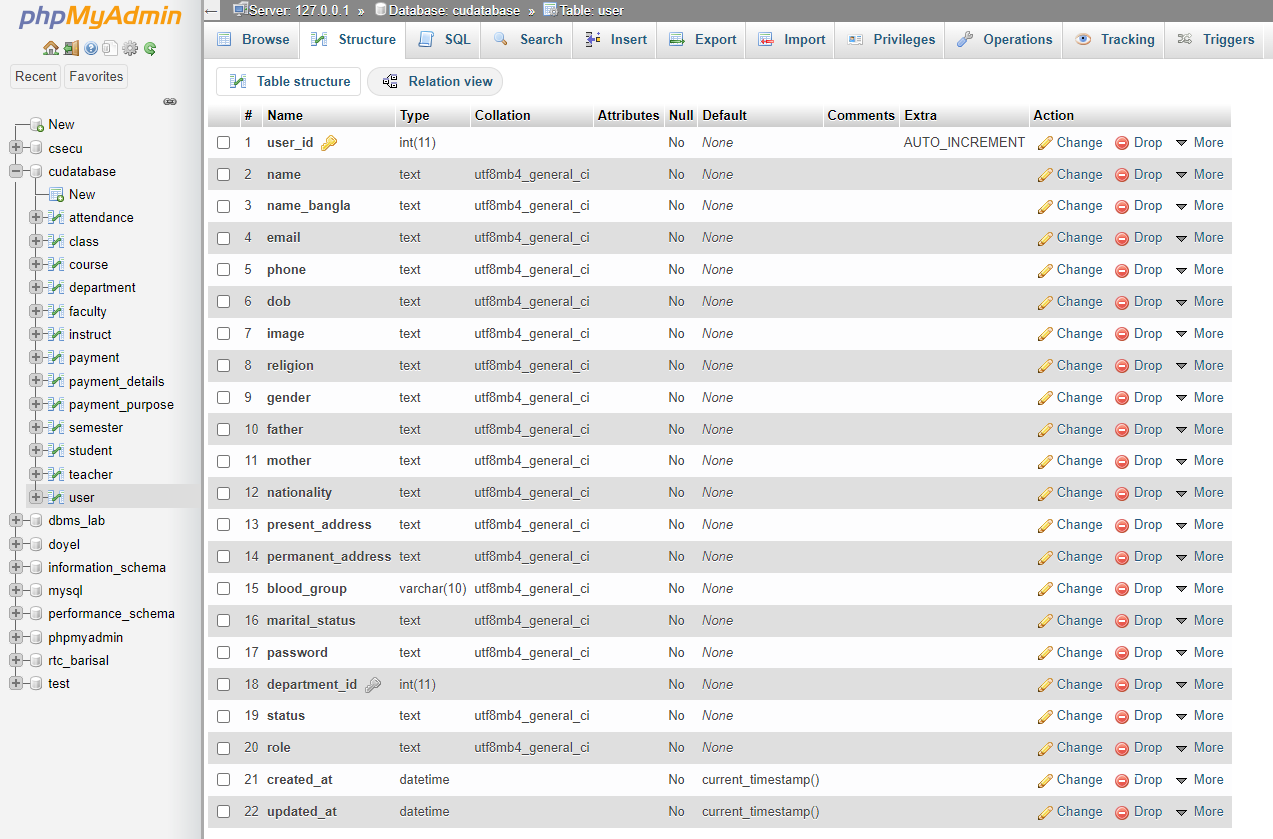 phpMyAdmin
Recent Favorites
New
csecu
cudatabase
New
attendance
class
course
department
faculty
instruct
payment
payment_details
payment_purpose
semester
student
teacher
user
dbms_lab
doyel
information_schema
mysql
performance_schema
phpmyadmin
rtc_barisal
test
← Server: 127.0.0.1 » Database: cudatabase » Table: user
Browse Structure SQL Search Insert Export Import Privileges Operations Tracking Triggers
Table structure Relation view
# Name Type Collation Attributes Null Default Comments Extra Action
1 user_id int(11) No None AUTO_INCREMENT Change Drop More
2 name text utf8mb4_general_ci No None Change Drop More
3 name_bangla text utf8mb4_general_ci No None Change Drop More
4 email text utf8mb4_general_ci No None Change Drop More
5 phone text utf8mb4_general_ci No None Change Drop More
6 dob text utf8mb4_general_ci No None Change Drop More
7 image text utf8mb4_general_ci No None Change Drop More
8 religion text utf8mb4_general_ci No None Change Drop More
9 gender text utf8mb4_general_ci No None Change Drop More
10 father text utf8mb4_general_ci No None Change Drop More
11 mother text utf8mb4_general_ci No None Change Drop More
12 nationality text utf8mb4_general_ci No None Change Drop More
13 present_address text utf8mb4_general_ci No None Change Drop More
14 permanent_address text utf8mb4_general_ci No None Change Drop More
15 blood_group varchar(10) utf8mb4_general_ci No None Change Drop More
16 marital_status text utf8mb4_general_ci No None Change Drop More
17 password text utf8mb4_general_ci No None Change Drop More
18 department_id int(11) No None Change Drop More
19 status text utf8mb4_general_ci No None Change Drop More
20 role text utf8mb4_general_ci No None Change Drop More
21 created_at datetime No current_timestamp() Change Drop More
22 updated_at datetime No current_timestamp() Change Drop More